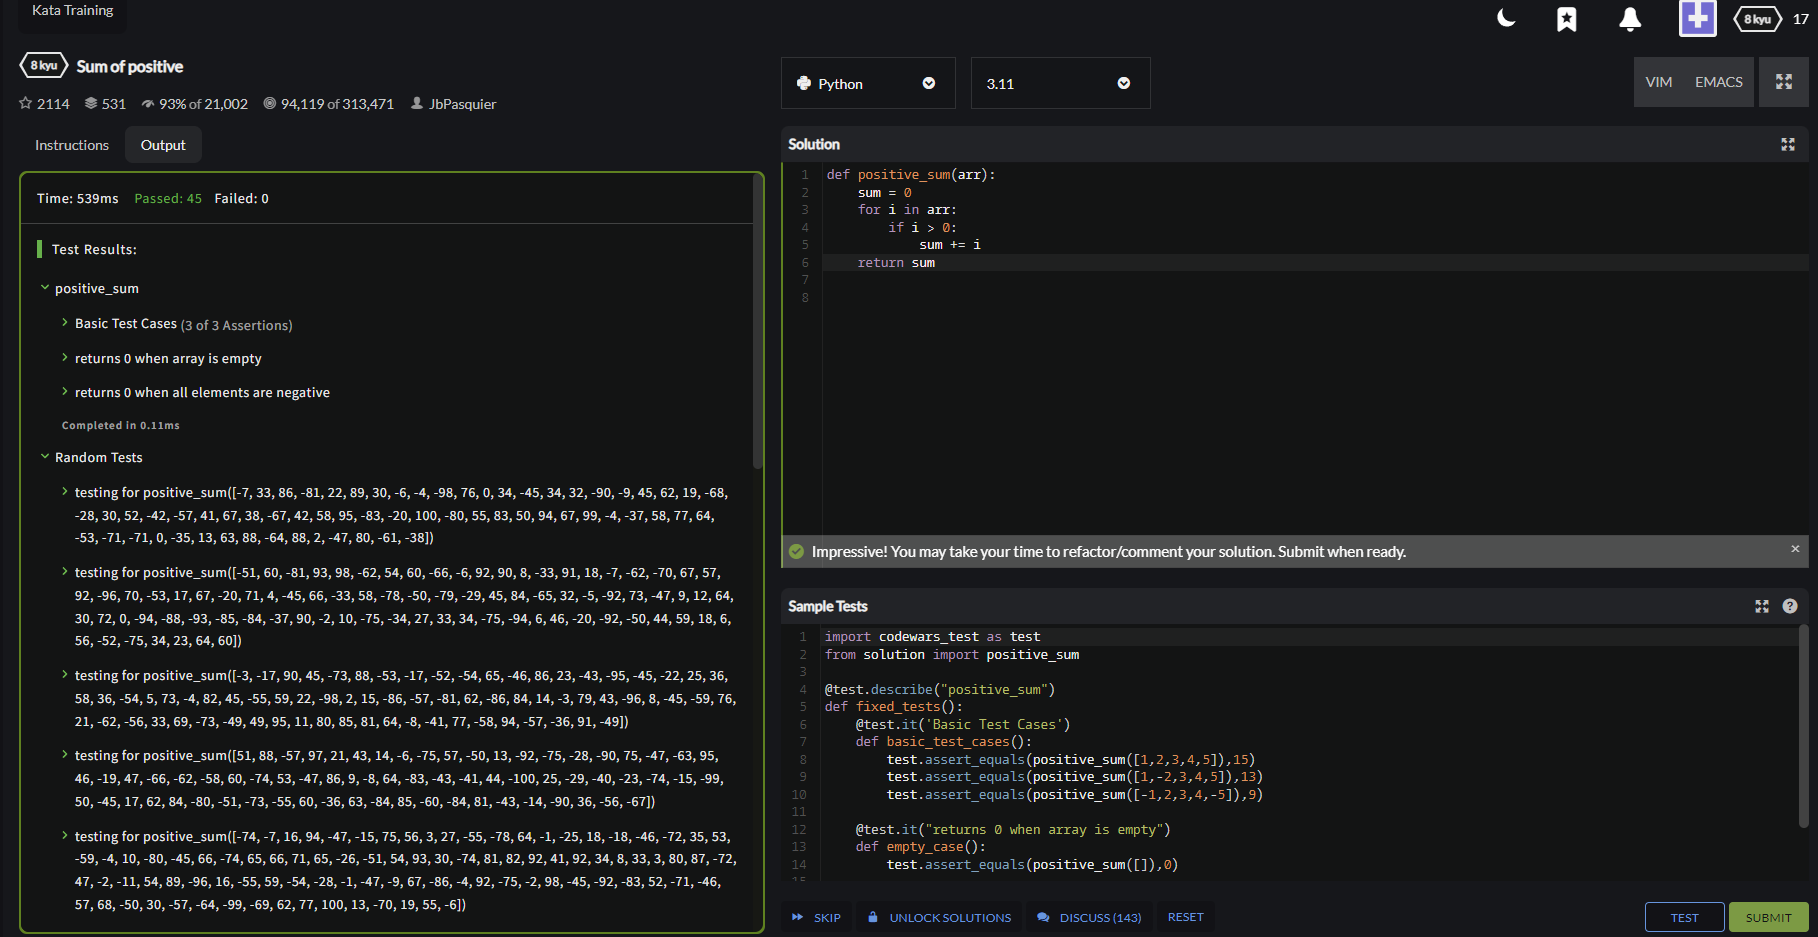 Kata Training
8 kyu
17
8 kyu Sum of positive
2114 531 93% of 21,002 94,119 of 313,471 JbPasquier
Instructions Output
Time: 539ms Passed: 45 Failed: 0
Test Results:
positive_sum
Basic Test Cases (3 of 3 Assertions)
returns 0 when array is empty
returns 0 when all elements are negative
Completed in 0.11ms
Random Tests
testing for positive_sum([-7, 33, 86, -81, 22, 89, 30, -6, -4, -98, 76, 0, 34, -45, 34, 32, -90, -9, 45, 62, 19, -68,
-28, 30, 52, -42, -57, 41, 67, 38, -67, 42, 58, 95, -83, -20, 100, -80, 55, 83, 50, 94, 67, 99, -4, -37, 58, 77, 64,
-53, -71, -71, 0, -35, 13, 63, 88, -64, 88, 2, -47, 80, -61, -38])
testing for positive_sum([-51, 60, -81, 93, 98, -62, 54, 60, -66, -6, 92, 90, 8, -33, 91, 18, -7, -62, -70, 67, 57,
92, -96, 70, -53, 17, 67, -20, 71, 4, -45, 66, -33, 58, -78, -50, -79, -29, 45, 84, -65, 32, -5, -92, 73, -47, 9, 12, 64,
30, 72, 0, -94, -88, -93, -85, -84, -37, 90, -2, 10, -75, -34, 27, 33, 34, -75, -94, 6, 46, -20, -92, -50, 44, 59, 18, 6,
56, -52, -75, 34, 23, 64, 60])
testing for positive_sum([-3, -17, 90, 45, -73, 88, -53, -17, -52, -54, 65, -46, 86, 23, -43, -95, -45, -22, 25, 36,
58, 36, -54, 5, 73, -4, 82, 45, -55, 59, 22, -98, 2, 15, -86, -57, -81, 62, -86, 84, 14, -3, 79, 43, -96, 8, -45, -59, 76,
21, -62, -56, 33, 69, -73, -49, 49, 95, 11, 80, 85, 81, 64, -8, -41, 77, -58, 94, -57, -36, 91, -49])
testing for positive_sum([51, 88, -57, 97, 21, 43, 14, -6, -75, 57, -50, 13, -92, -75, -28, -90, 75, -47, -63, 95,
46, -19, 47, -66, -62, -58, 60, -74, 53, -47, 86, 9, -8, 64, -83, -43, -41, 44, -100, 25, -29, -40, -23, -74, -15, -99,
50, -45, 17, 62, 84, -80, -51, -73, -55, 60, -36, 63, -84, 85, -60, -84, 81, -43, -14, -90, 36, -56, -67])
testing for positive_sum([-74, -7, 16, 94, -47, -15, 75, 56, 3, 27, -55, -78, 64, -1, -25, 18, -18, -46, -72, 35, 53,
-59, -4, 10, -80, -45, 66, -74, 65, 66, 71, 65, -26, -51, 54, 93, 30, -74, 81, 82, 92, 41, 92, 34, 8, 33, 3, 80, 87, -72,
47, -2, -11, 54, 89, -96, 16, -55, 59, -54, -28, -1, -47, -9, 67, -86, -4, 92, -75, -2, 98, -45, -92, -83, 52, -71, -46,
57, 68, -50, 30, -57, -64, -99, -69, 62, 77, 100, 13, -70, 19, 55, -6])
Python 3.11 VIM EMACS
Solution
1 def positive_sum(arr):
2 sum = 0
3 for i in arr:
4 if i > 0:
5 sum += i
6 return sum
7
8
Impressive! You may take your time to refactor/comment your solution. Submit when ready. ×
Sample Tests ?
1 import codewars_test as test
2 from solution import positive_sum
3
4 @test.describe("positive_sum")
5 def fixed_tests():
6 @test.it('Basic Test Cases')
7 def basic_test_cases():
8 test.assert_equals(positive_sum([1,2,3,4,5]),15)
9 test.assert_equals(positive_sum([1,-2,3,4,5]),13)
10 test.assert_equals(positive_sum([-1,2,3,4,-5]),9)
11
12 @test.it("returns 0 when array is empty")
13 def empty_case():
14 test.assert_equals(positive_sum([]),0)
15
SKIP UNLOCK SOLUTIONS DISCUSS (143) RESET TEST SUBMIT